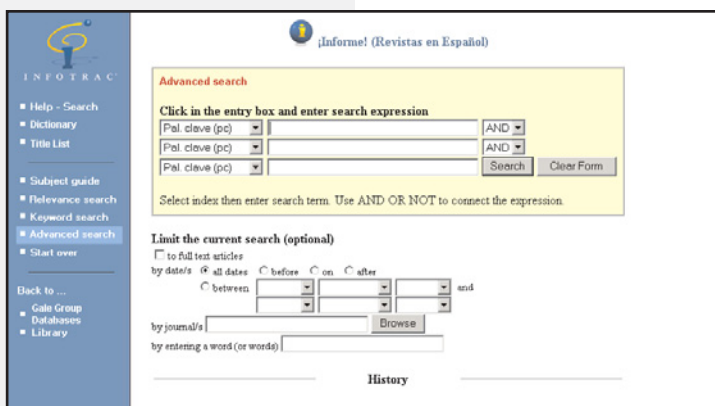 INFOTRAC
Help - Search
Dictionary
Title List
Subject guide
Relevance search
Keyword search
Advanced search
Start over
Back to ...
Gale Group
Databases
Library
¡Informe! (Revistas en Español)
Advanced search
Click in the entry box and enter search expression
Pal. clave (pc) AND
Pal. clave (pc) AND
Pal. clave (pc) Search Clear Form
Select index then enter search term. Use AND OR NOT to connect the expression.
Limit the current search (optional)
to full text articles
by date/s all dates before on after
between and
by journal/s Browse
by entering a word (or words)
History